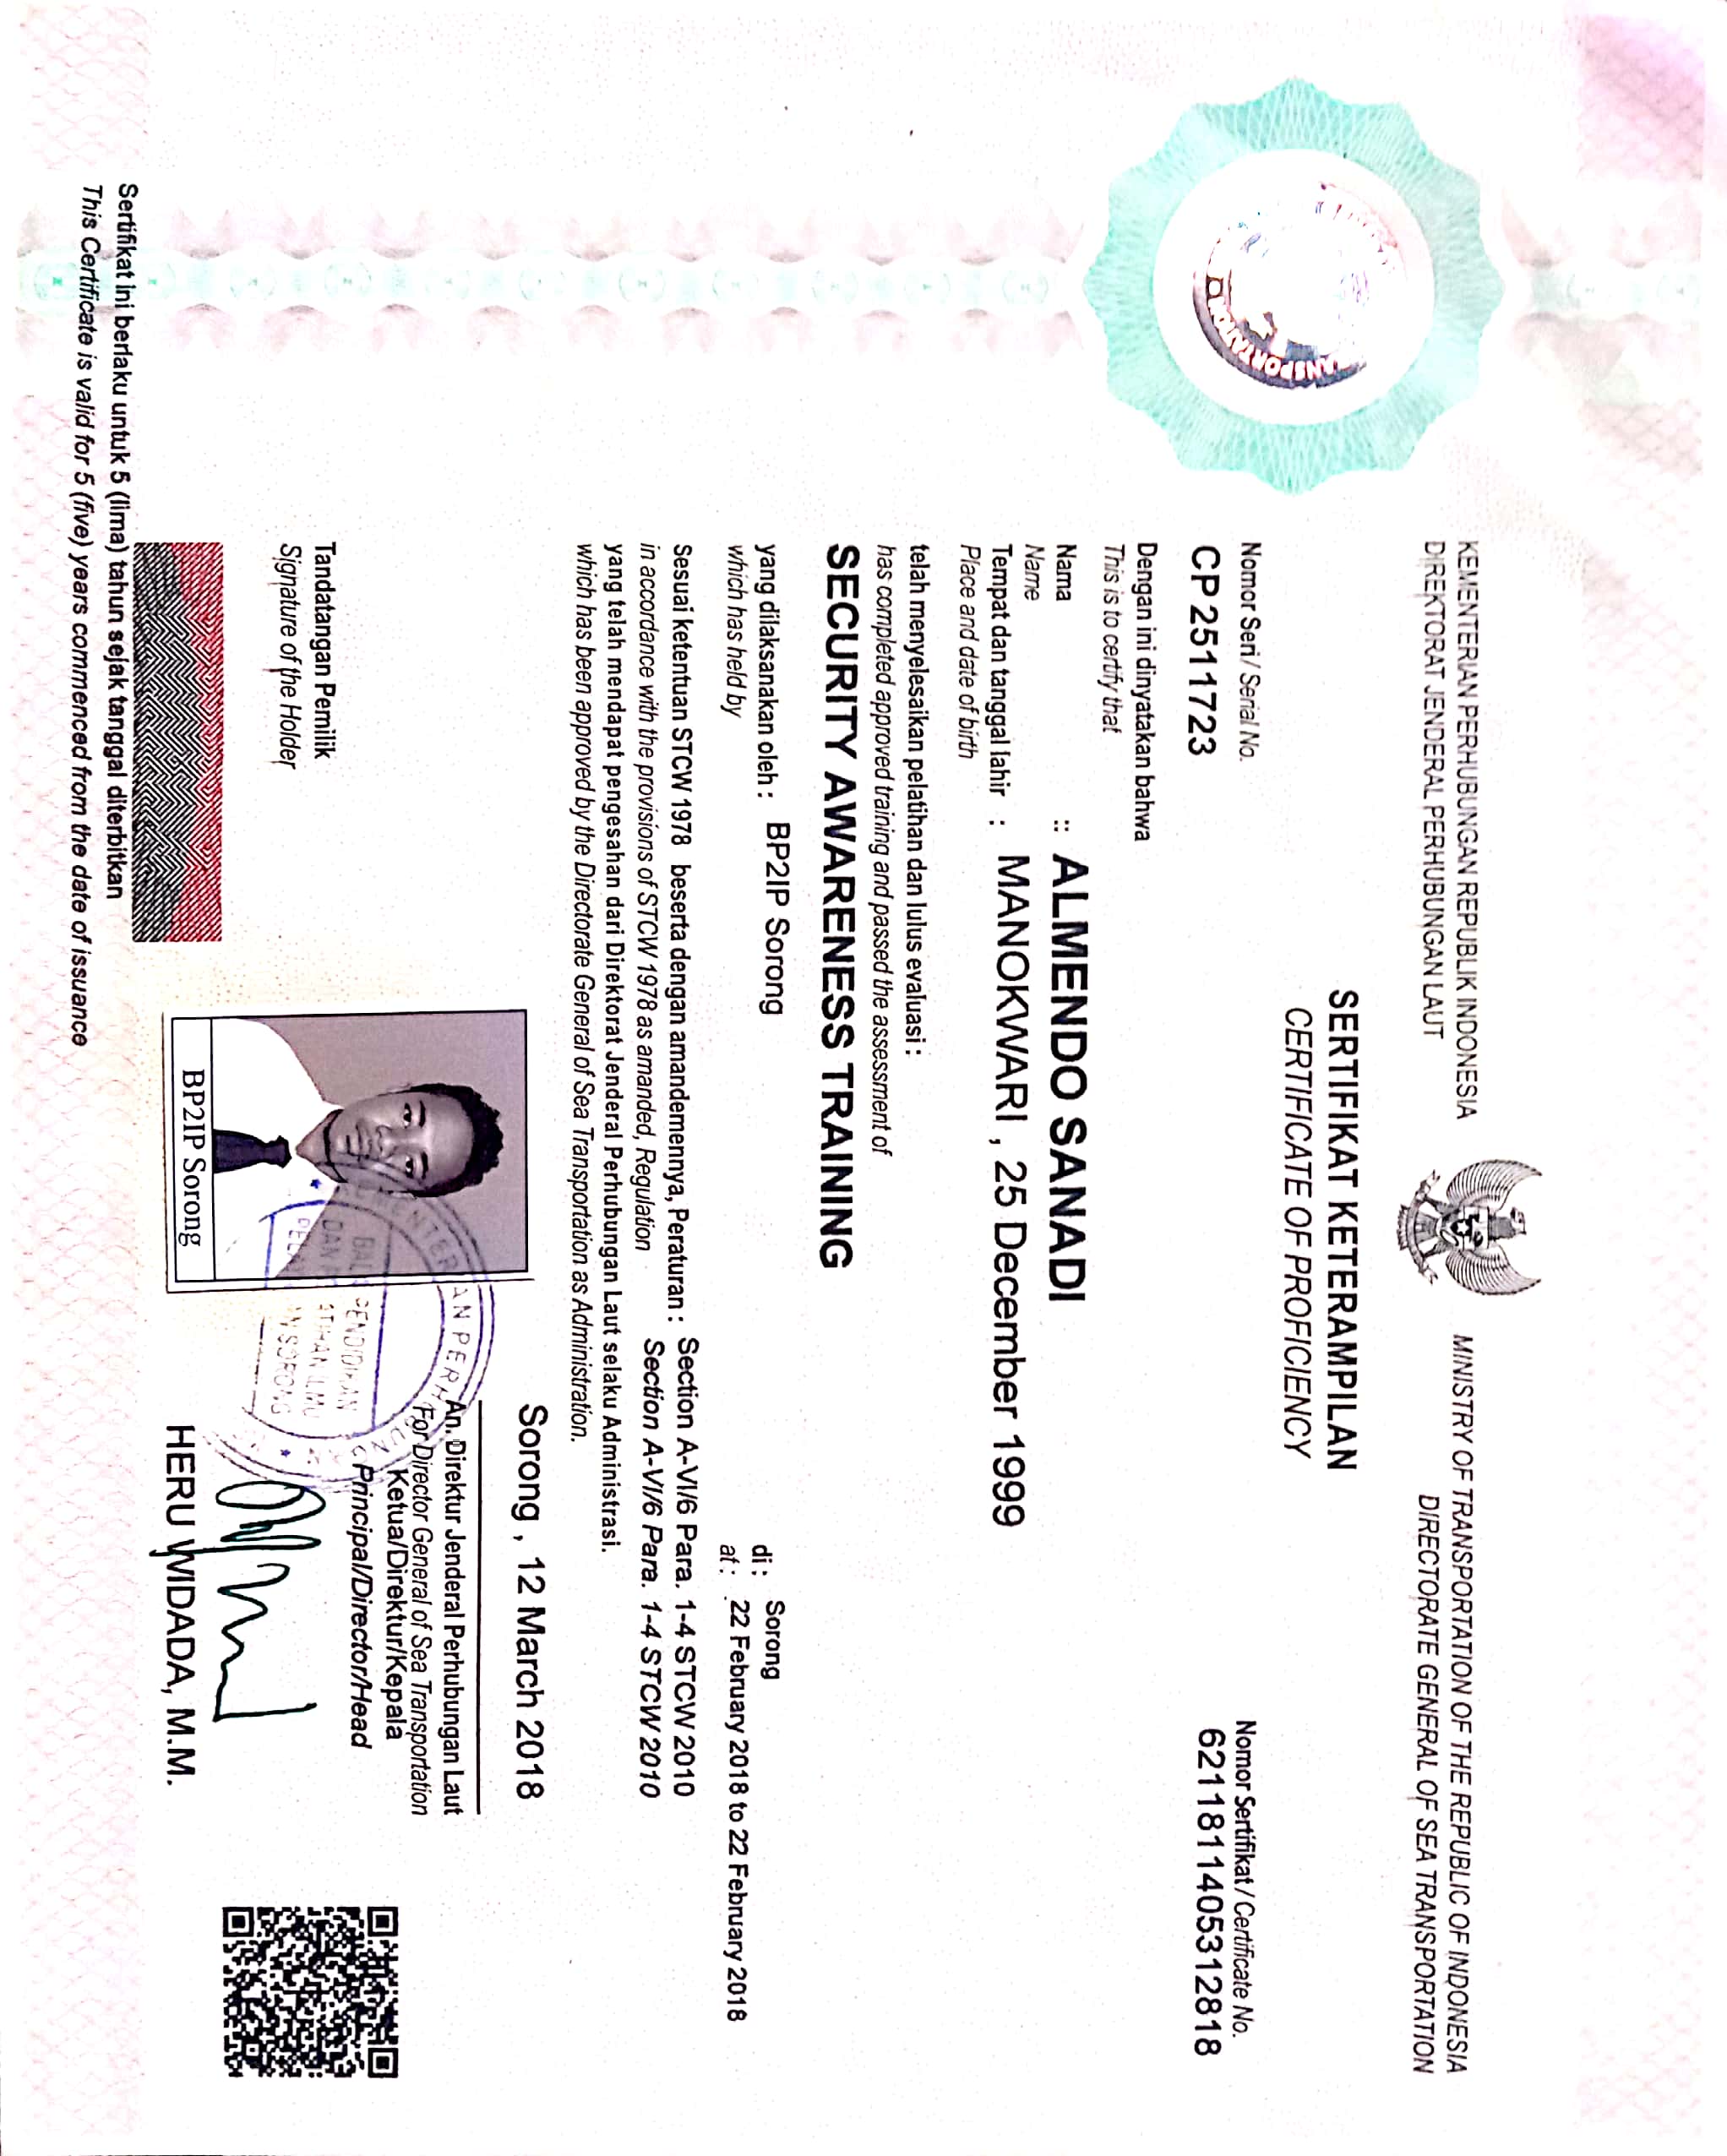 KEMENTERIAN PERHUBUNGAN REPUBLIK INDONESIA
DIREKTORAT JENDERAL PERHUBUNGAN LAUT
MINISTRY OF TRANSPORTATION OF THE REPUBLIC OF INDONESIA
DIRECTORATE GENERAL OF SEA TRANSPORTATION
SERTIFIKAT KETERAMPILAN
CERTIFICATE OF PROFICIENCY
Nomor Seri / Serial No.
CP 2511723
Nomor Sertifikat / Certificate No.
6211811405312818
Dengan ini dinyatakan bahwa
This is to certify that
Nama :: ALMENDO SANADI
Name
Tempat dan tanggal lahir : MANOKWARI , 25 December 1999
Place and date of birth
telah menyelesaikan pelatihan dan lulus evaluasi :
has completed approved training and passed the assessment of
SECURITY AWARENESS TRAINING
yang dilaksanakan oleh : BP2IP Sorong di : Sorong
which has held by at : 22 February 2018 to 22 February 2018
Sesuai ketentuan STCW 1978 beserta dengan amandemennya, Peraturan : Section A-VI/6 Para. 1-4 STCW 2010
in accordance with the provisions of STCW 1978 as amanded, Regulation Section A-VI/6 Para. 1-4 STCW 2010
yang telah mendapat pengesahan dari Direktorat Jenderal Perhubungan Laut selaku Administrasi.
which has been approved by the Directorate General of Sea Transportation as Administration.
Sorong , 12 March 2018
An. Direktur Jenderal Perhubungan Laut
For Director General of Sea Transportation
Ketua/Direktur/Kepala
Principal/Director/Head
HERU WIDADA, M.M.
Tandatangan Pemilik
Signature of the Holder
BP2IP Sorong
Sertifikat ini berlaku untuk 5 (lima) tahun sejak tanggal diterbitkan
This Certificate is valid for 5 (five) years commenced from the date of issuance